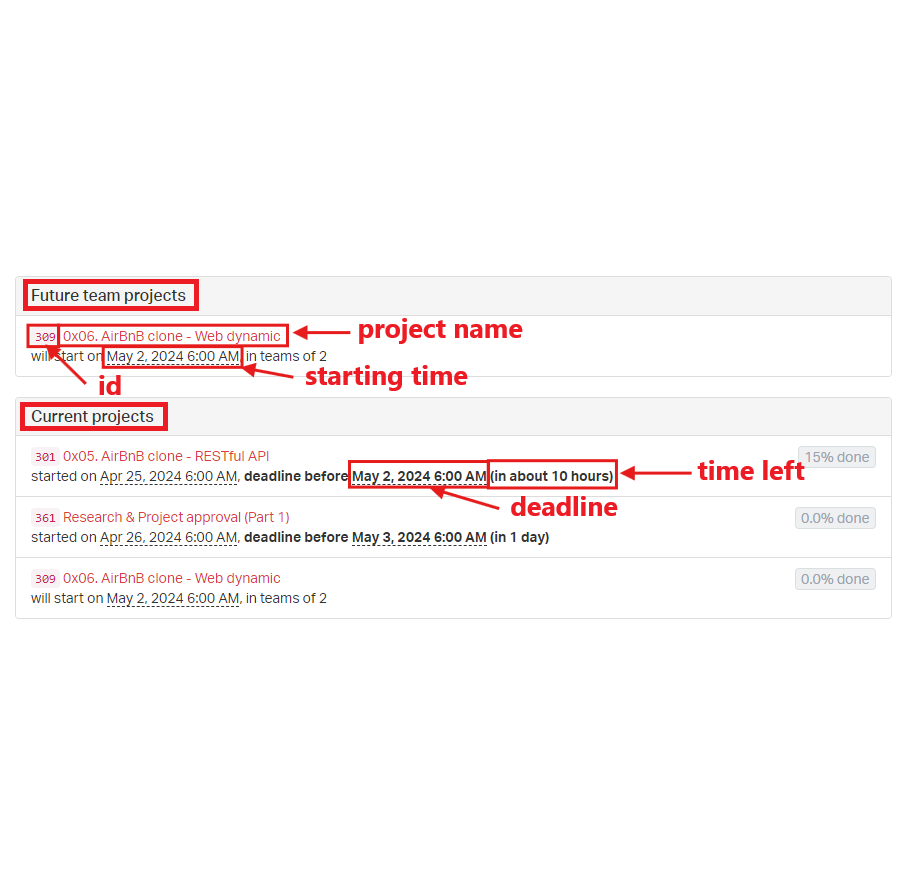 Future team projects
309 0x06. AirBnB clone - Web dynamic
project name
will start on May 2, 2024 6:00 AM, in teams of 2
starting time
id
Current projects
301 0x05. AirBnB clone - RESTful API
15% done
started on Apr 25, 2024 6:00 AM, deadline before May 2, 2024 6:00 AM (in about 10 hours)
time left
deadline
361 Research & Project approval (Part 1)
0.0% done
started on Apr 26, 2024 6:00 AM, deadline before May 3, 2024 6:00 AM (in 1 day)
309 0x06. AirBnB clone - Web dynamic
0.0% done
will start on May 2, 2024 6:00 AM, in teams of 2